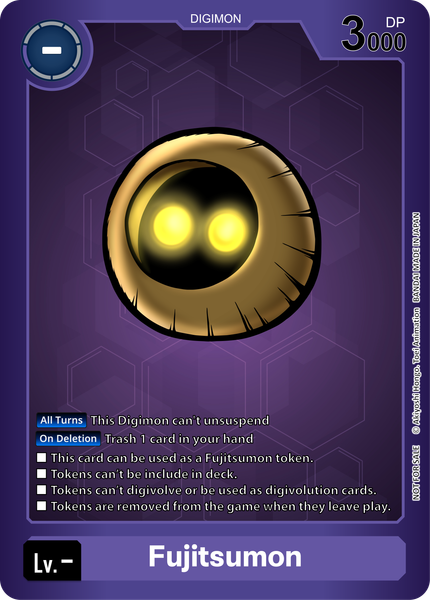 DIGIMON
-
DP
3000
All Turns This Digimon can't unsuspend
On Deletion Trash 1 card in your hand
■ This card can be used as a Fujitsumon token.
■ Tokens can't be include in deck.
■ Tokens can't digivolve or be used as digivolution cards.
■ Tokens are removed from the game when they leave play.
NOT FOR SALE © Akiyoshi Hongo, Toei Animation BANDAI MADE IN JAPAN
Lv.-
Fujitsumon